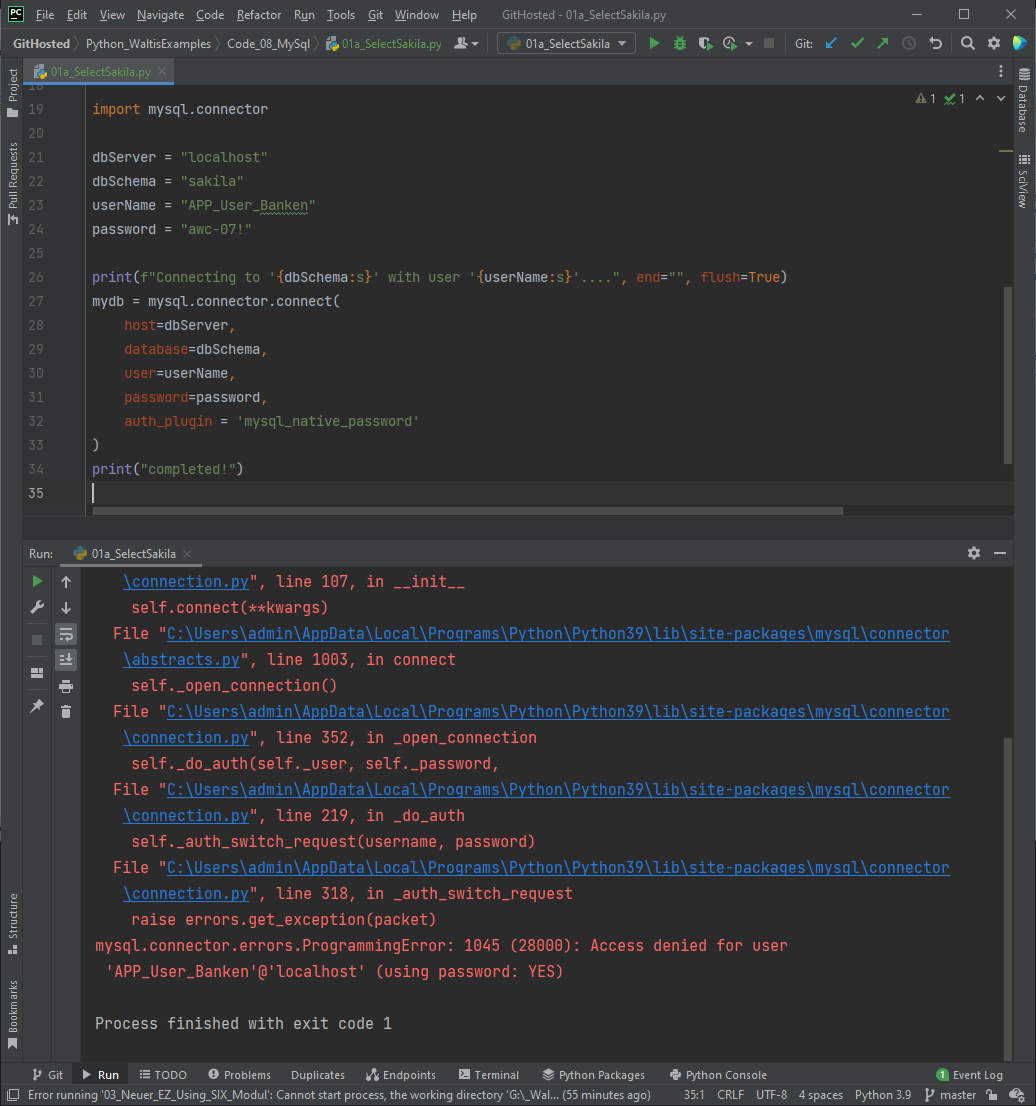 PC File Edit View Navigate Code Refactor Run Tools Git Window Help GitHosted - 01a_SelectSakila.py
GitHosted Python_WaltisExamples Code_08_MySql 01a_SelectSakila.py 01a_SelectSakila Git:
01a_SelectSakila.py
Project
Pull Requests
Structure
Bookmarks
Database
SciView
1 1
18
19 import mysql.connector
20
21 dbServer = "localhost"
22 dbSchema = "sakila"
23 userName = "APP_User_Banken"
24 password = "awc-07!"
25
26 print(f"Connecting to '{dbSchema:s}' with user '{userName:s}'....", end="", flush=True)
27 mydb = mysql.connector.connect(
28 host=dbServer,
29 database=dbSchema,
30 user=userName,
31 password=password,
32 auth_plugin = 'mysql_native_password'
33 )
34 print("completed!")
35
Run: 01a_SelectSakila
\connection.py", line 107, in __init__
self.connect(**kwargs)
File "C:\Users\admin\AppData\Local\Programs\Python\Python39\lib\site-packages\mysql\connector
\abstracts.py", line 1003, in connect
self._open_connection()
File "C:\Users\admin\AppData\Local\Programs\Python\Python39\lib\site-packages\mysql\connector
\connection.py", line 352, in _open_connection
self._do_auth(self._user, self._password,
File "C:\Users\admin\AppData\Local\Programs\Python\Python39\lib\site-packages\mysql\connector
\connection.py", line 219, in _do_auth
self._auth_switch_request(username, password)
File "C:\Users\admin\AppData\Local\Programs\Python\Python39\lib\site-packages\mysql\connector
\connection.py", line 318, in _auth_switch_request
raise errors.get_exception(packet)
mysql.connector.errors.ProgrammingError: 1045 (28000): Access denied for user
'APP_User_Banken'@'localhost' (using password: YES)
Process finished with exit code 1
Git Run TODO Problems Duplicates Endpoints Terminal Python Packages Python Console 1 Event Log
Error running '03_Neuer_EZ_Using_SIX_Modul': Cannot start process, the working directory 'G:\_Wal... (55 minutes ago) 35:1 CRLF UTF-8 4 spaces Python 3.9 master